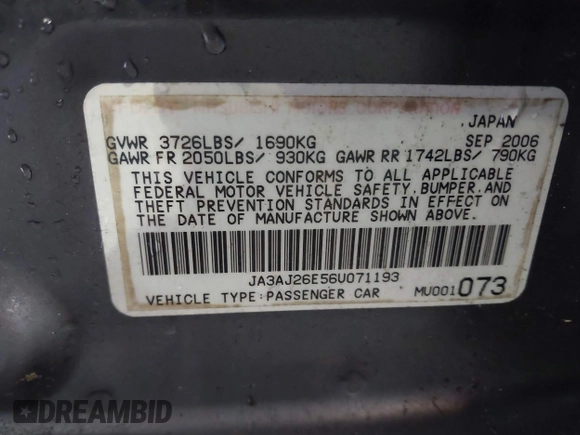 JAPAN
GVWR 3726LBS/ 1690KG SEP 2006
GAWR FR 2050LBS/ 930KG GAWR RR 1742LBS/ 790KG
THIS VEHICLE CONFORMS TO ALL APPLICABLE
FEDERAL MOTOR VEHICLE SAFETY, BUMPER, AND
THEFT PREVENTION STANDARDS IN EFFECT ON
THE DATE OF MANUFACTURE SHOWN ABOVE.
JA3AJ26E56U071193
VEHICLE TYPE:PASSENGER CAR MU001073
DREAMBID